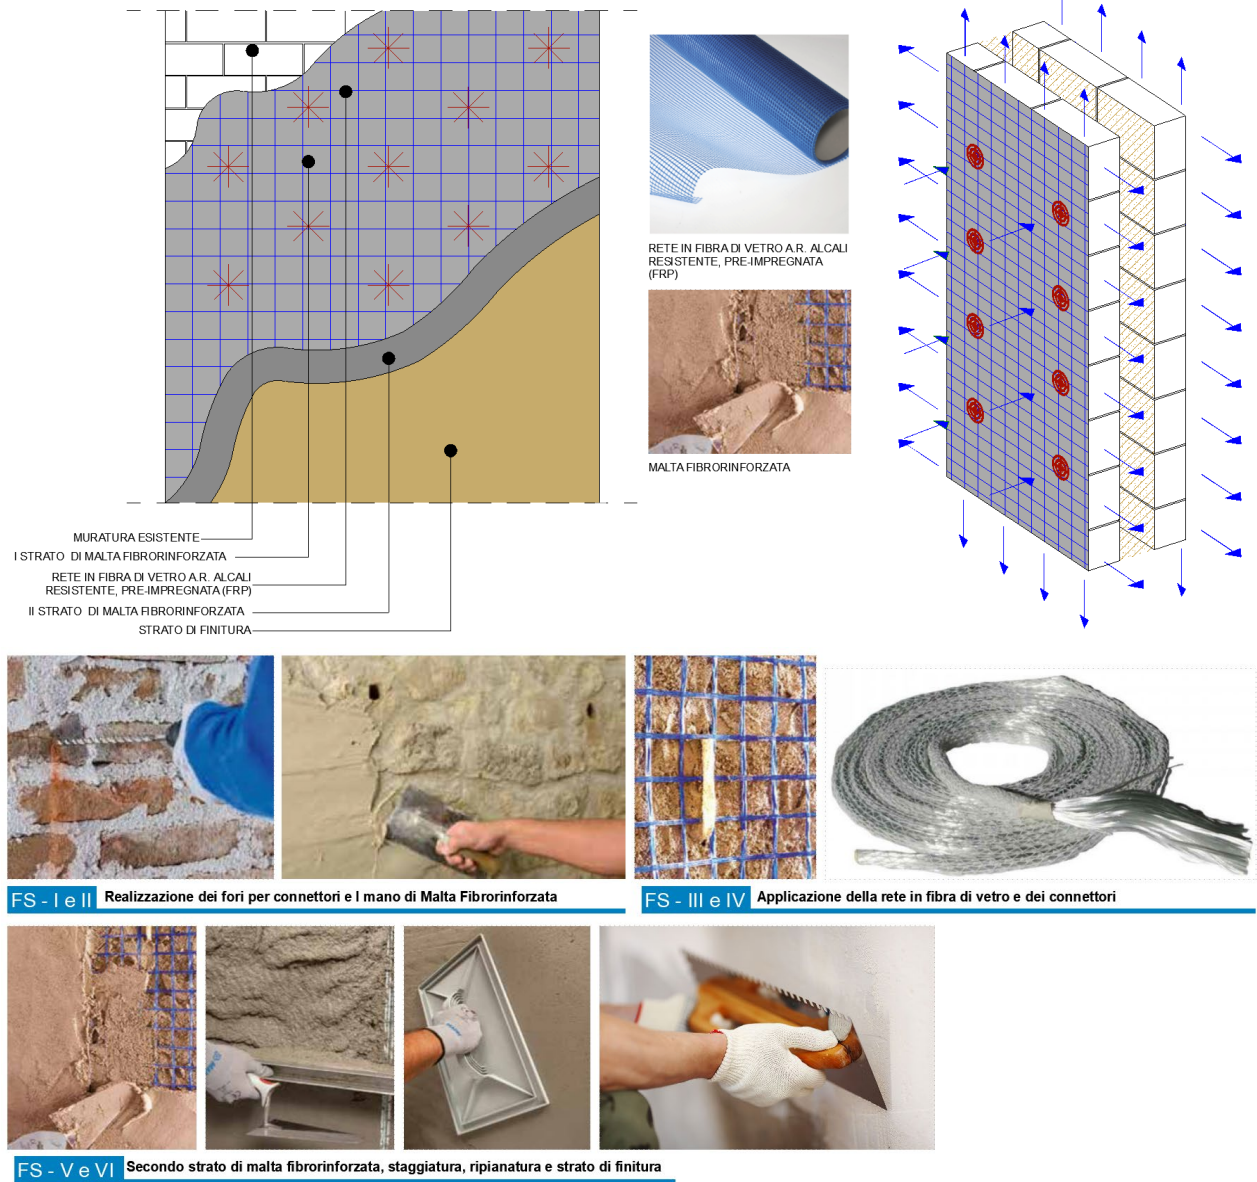 RETE IN FIBRA DI VETRO A.R. ALCALI
RESISTENTE, PRE-IMPREGNATA
(FRP)
MALTA FIBRORINFORZATA
MURATURA ESISTENTE
I STRATO DI MALTA FIBRORINFORZATA
RETE IN FIBRA DI VETRO A.R. ALCALI
RESISTENTE, PRE-IMPREGNATA (FRP)
II STRATO DI MALTA FIBRORINFORZATA
STRATO DI FINITURA
FS - I e II Realizzazione dei fori per connettori e I mano di Malta Fibrorinforzata
FS - III e IV Applicazione della rete in fibra di vetro e dei connettori
FS - V e VI Secondo strato di malta fibrorinforzata, staggiatura, ripianatura e strato di finitura